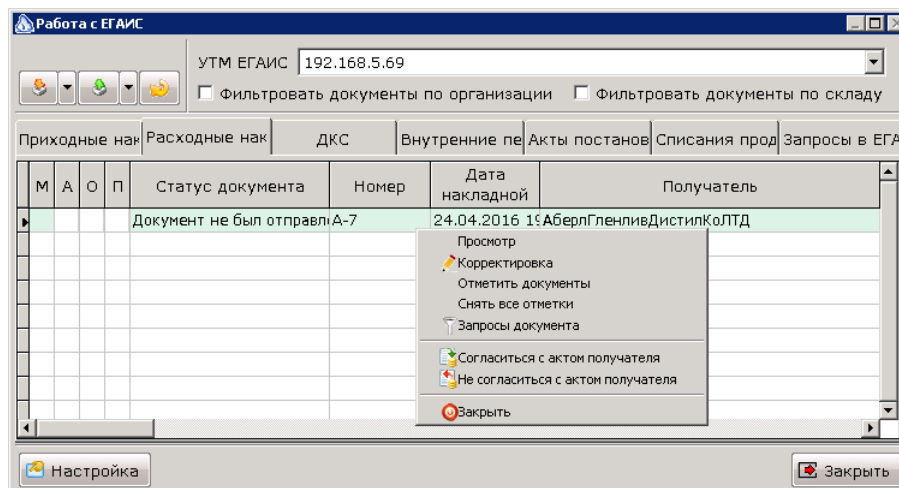 Работа с ЕГАИС
УТМ ЕГАИС 192.168.5.69
Фильтровать документы по организации Фильтровать документы по складу
Приходные нак Расходные нак ДКС Внутренние пе Акты постанов Списания прод Запросы в ЕГА
М А О П Статус документа Номер Дата накладной Получатель
Документ не был отправл А-7 24.04.2016 19 АберлГленливДистилКоЛТД
Просмотр
Корректировка
Отметить документы
Снять все отметки
Запросы документа
Согласиться с актом получателя
Не согласиться с актом получателя
Закрыть
Настройка Закрыть